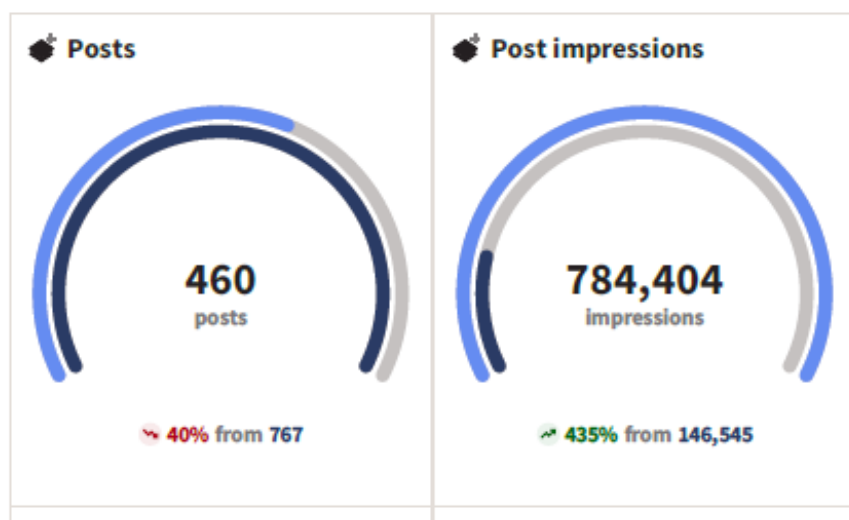 Posts
460
posts
40% from 767
Post impressions
784,404
impressions
435% from 146,545